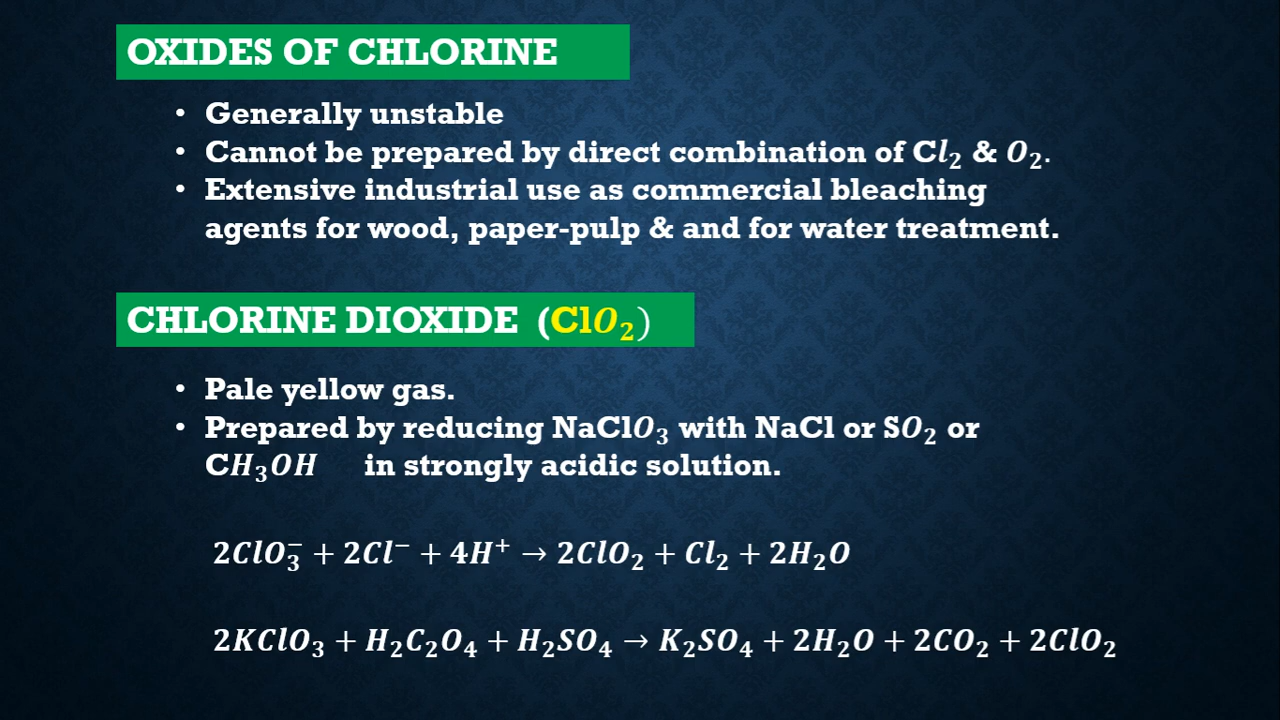 OXIDES OF CHLORINE
• Generally unstable
• Cannot be prepared by direct combination of Cl₂ & O₂.
• Extensive industrial use as commercial bleaching
agents for wood, paper-pulp & and for water treatment.
CHLORINE DIOXIDE (ClO₂)
• Pale yellow gas.
• Prepared by reducing NaClO₃ with NaCl or SO₂ or
CH₃OH in strongly acidic solution.
2ClO₃⁻ + 2Cl⁻ + 4H⁺ → 2ClO₂ + Cl₂ + 2H₂O
2KClO₃ + H₂C₂O₄ + H₂SO₄ → K₂SO₄ + 2H₂O + 2CO₂ + 2ClO₂